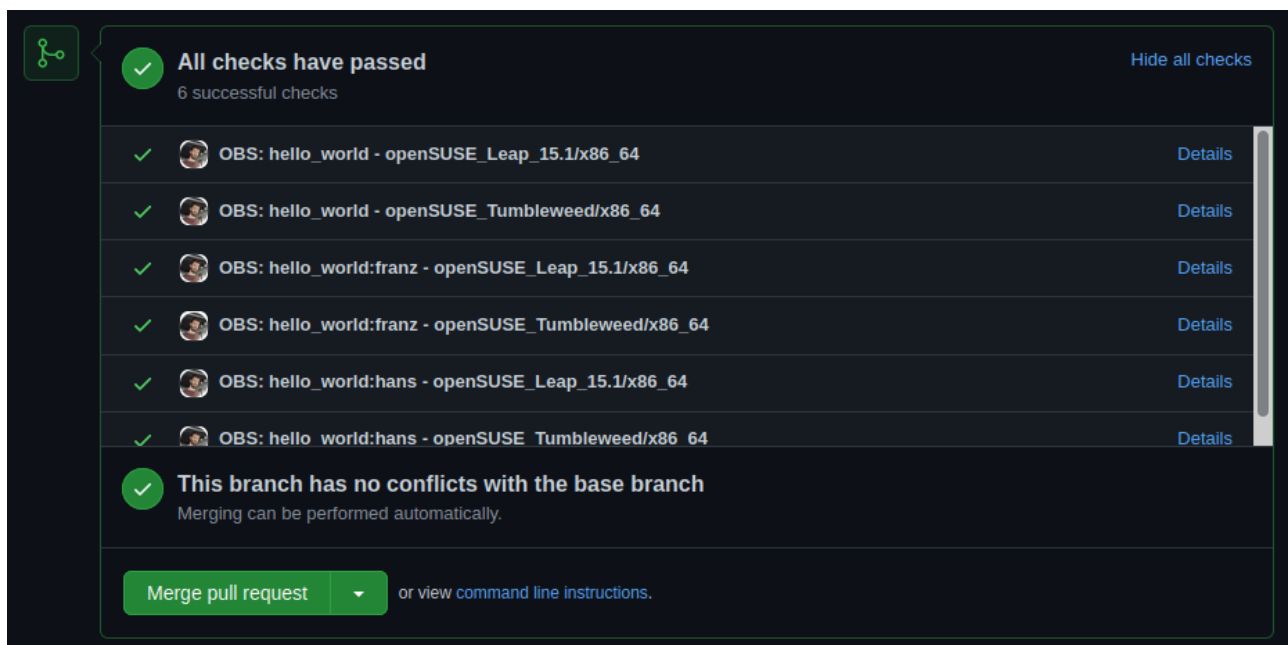 All checks have passed
Hide all checks
6 successful checks
OBS: hello_world - openSUSE_Leap_15.1/x86_64 Details
OBS: hello_world - openSUSE_Tumbleweed/x86_64 Details
OBS: hello_world:franz - openSUSE_Leap_15.1/x86_64 Details
OBS: hello_world:franz - openSUSE_Tumbleweed/x86_64 Details
OBS: hello_world:hans - openSUSE_Leap_15.1/x86_64 Details
OBS: hello_world:hans - openSUSE_Tumbleweed/x86_64 Details
This branch has no conflicts with the base branch
Merging can be performed automatically.
Merge pull request or view command line instructions.